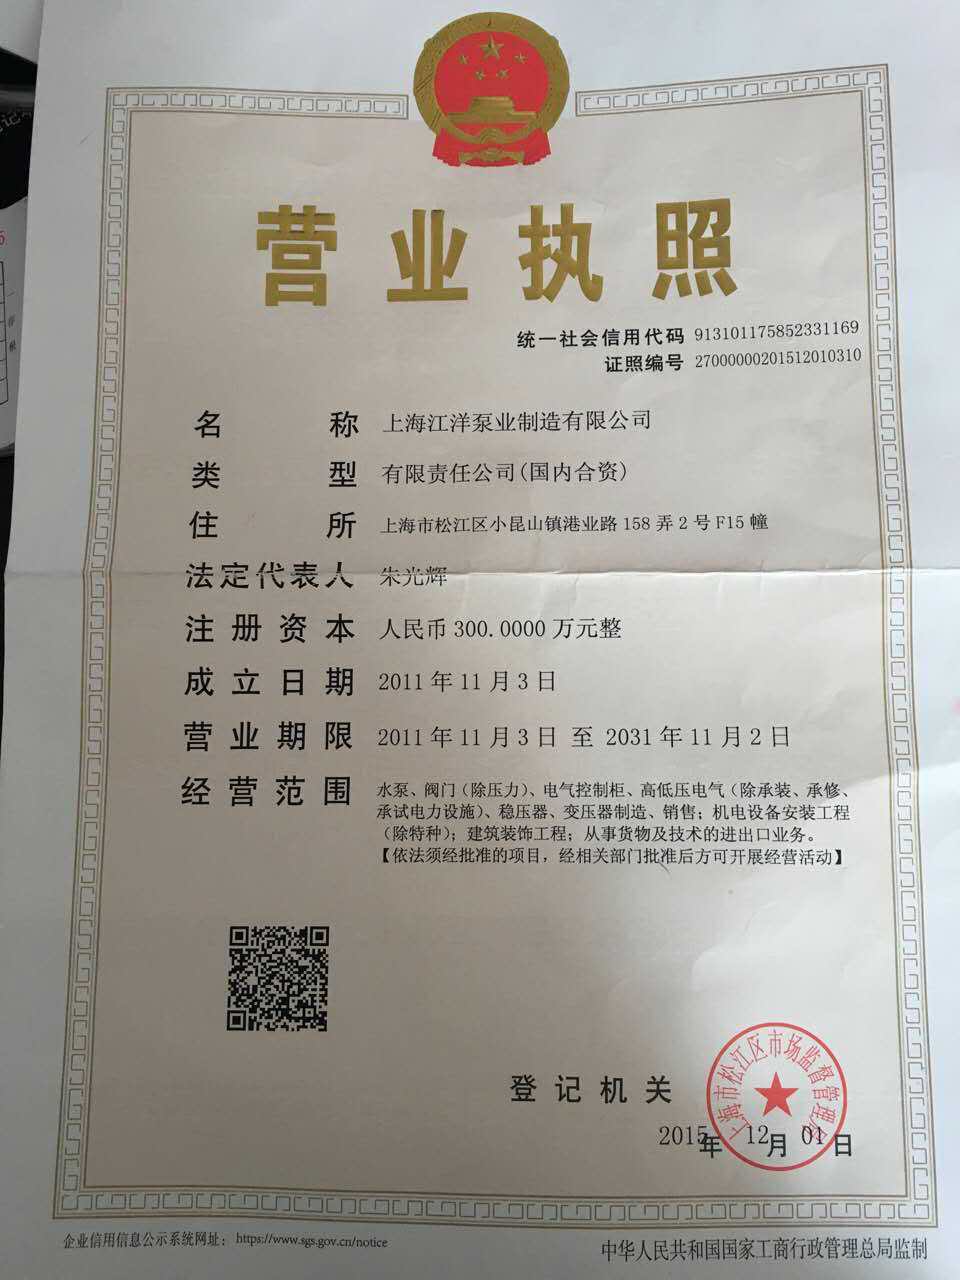 营业执照
统一社会信用代码 913101175852331169
证照编号 27000000201512010310
名称 上海江洋泵业制造有限公司
类型 有限责任公司(国内合资)
住所 上海市松江区小昆山镇港业路158弄2号F15幢
法定代表人 朱光辉
注册资本 人民币300.0000万元整
成立日期 2011年11月3日
营业期限 2011年11月3日 至 2031年11月2日
经营范围 水泵、阀门（除压力）、电气控制柜、高低压电气（除承装、承修、
承试电力设施）、稳压器、变压器制造、销售；机电设备安装工程
（除特种）；建筑装饰工程；从事货物及技术的进出口业务。
【依法须经批准的项目，经相关部门批准后方可开展经营活动】
登记机关
上海市松江区市场监督管理局
2015年12月01日
企业信用信息公示系统网址： https://www.sgs.gov.cn/notice
中华人民共和国国家工商行政管理总局监制